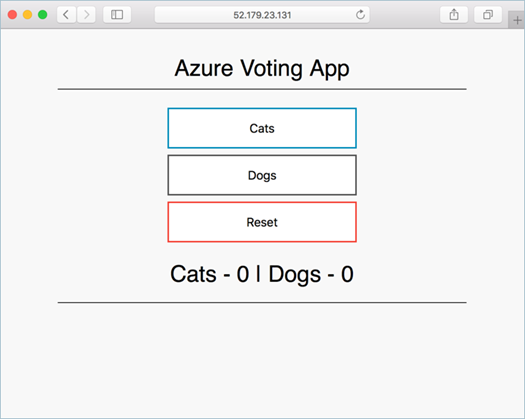 52.179.23.131
Azure Voting App
Cats
Dogs
Reset
Cats - 0 | Dogs - 0